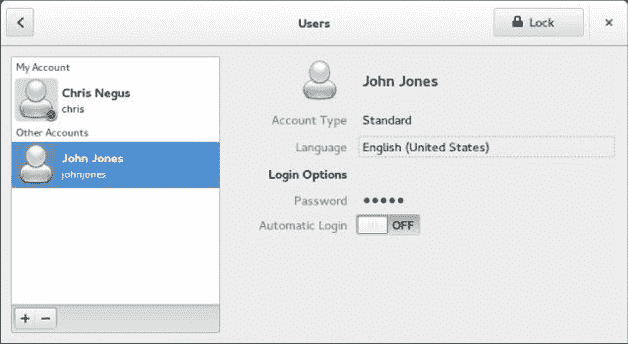 Users
Lock
My Account
Chris Negus
chris
Other Accounts
John Jones
johnjones
John Jones
Account Type Standard
Language English (United States)
Login Options
Password •••••
Automatic Login OFF